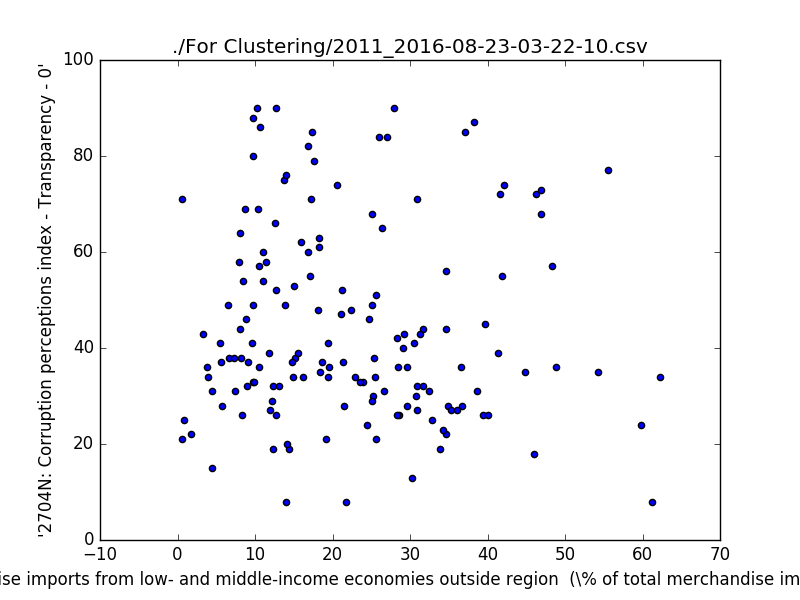 ./For Clustering/2011_2016-08-23-03-22-10.csv
'2704N: Corruption perceptions index - Transparency - 0'
100
80
60
40
20
0
−10 0 10 20 30 40 50 60 70
imports from low- and middle-income economies outside region (\% of total merchandise